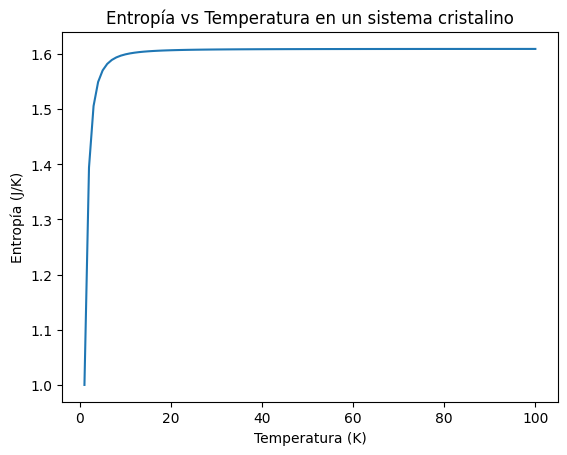 Entropía vs Temperatura en un sistema cristalino
Entropía (J/K)
1.6
1.5
1.4
1.3
1.2
1.1
1.0
0 20 40 60 80 100
Temperatura (K)